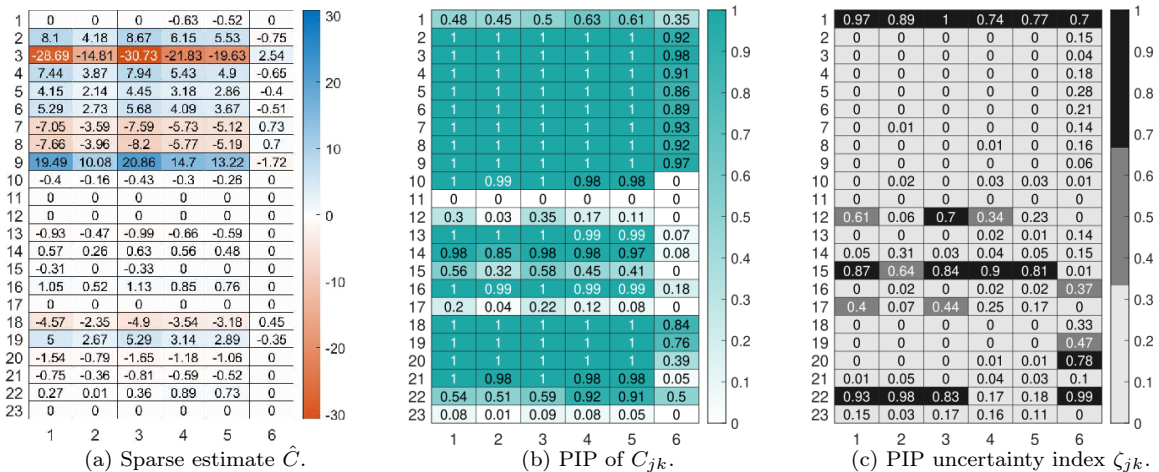 1 0 0 0 -0.63 -0.52 0
2 8.1 4.18 8.67 6.15 5.53 -0.75
3 -28.69 -14.81 -30.73 -21.83 -19.63 2.54
4 7.44 3.87 7.94 5.43 4.9 -0.65
5 4.15 2.14 4.45 3.18 2.86 -0.4
6 5.29 2.73 5.68 4.09 3.67 -0.51
7 -7.05 -3.59 -7.59 -5.73 -5.12 0.73
8 -7.66 -3.96 -8.2 -5.77 -5.19 0.7
9 19.49 10.08 20.86 14.7 13.22 -1.72
10 -0.4 -0.16 -0.43 -0.3 -0.26 0
11 0 0 0 0 0 0
12 0 0 0 0 0 0
13 -0.93 -0.47 -0.99 -0.66 -0.59 0
14 0.57 0.26 0.63 0.56 0.48 0
15 -0.31 0 -0.33 0 0 0
16 1.05 0.52 1.13 0.85 0.76 0
17 0 0 0 0 0 0
18 -4.57 -2.35 -4.9 -3.54 -3.18 0.45
19 5 2.67 5.29 3.14 2.89 -0.35
20 -1.54 -0.79 -1.65 -1.18 -1.06 0
21 -0.75 -0.36 -0.81 -0.59 -0.52 0
22 0.27 0.01 0.36 0.89 0.73 0
23 0 0 0 0 0 0
1 2 3 4 5 6
30
20
10
0
-10
-20
-30
(a) Sparse estimate Ĉ.
1 0.48 0.45 0.5 0.63 0.61 0.35
2 1 1 1 1 1 0.92
3 1 1 1 1 1 0.98
4 1 1 1 1 1 0.91
5 1 1 1 1 1 0.86
6 1 1 1 1 1 0.89
7 1 1 1 1 1 0.93
8 1 1 1 1 1 0.92
9 1 1 1 1 1 0.97
10 1 0.99 1 0.98 0.98 0
11 0 0 0 0 0 0
12 0.3 0.03 0.35 0.17 0.11 0
13 1 1 1 0.99 0.99 0.07
14 0.98 0.85 0.98 0.98 0.97 0.08
15 0.56 0.32 0.58 0.45 0.41 0
16 1 0.99 1 0.99 0.99 0.18
17 0.2 0.04 0.22 0.12 0.08 0
18 1 1 1 1 1 0.84
19 1 1 1 1 1 0.76
20 1 1 1 1 1 0.39
21 1 0.98 1 0.98 0.98 0.05
22 0.54 0.51 0.59 0.92 0.91 0.5
23 0.08 0.01 0.09 0.08 0.05 0
1 2 3 4 5 6
1
0.9
0.8
0.7
0.6
0.5
0.4
0.3
0.2
0.1
0
(b) PIP of C_{jk}.
1 0.97 0.89 1 0.74 0.77 0.7
2 0 0 0 0 0 0.15
3 0 0 0 0 0 0.04
4 0 0 0 0 0 0.18
5 0 0 0 0 0 0.28
6 0 0 0 0 0 0.21
7 0 0.01 0 0 0 0.14
8 0 0 0 0.01 0 0.16
9 0 0 0 0 0 0.06
10 0 0.02 0 0.03 0.03 0.01
11 0 0 0 0 0 0
12 0.61 0.06 0.7 0.34 0.23 0
13 0 0 0 0.02 0.01 0.14
14 0.05 0.31 0.03 0.04 0.05 0.15
15 0.87 0.64 0.84 0.9 0.81 0.01
16 0 0.02 0 0.02 0.02 0.37
17 0.4 0.07 0.44 0.25 0.17 0
18 0 0 0 0 0 0.33
19 0 0 0 0 0 0.47
20 0 0 0 0.01 0.01 0.78
21 0.01 0.05 0 0.04 0.03 0.1
22 0.93 0.98 0.83 0.17 0.18 0.99
23 0.15 0.03 0.17 0.16 0.11 0
1 2 3 4 5 6
1
0.9
0.8
0.7
0.6
0.5
0.4
0.3
0.2
0.1
0
(c) PIP uncertainty index ζ_{jk}.